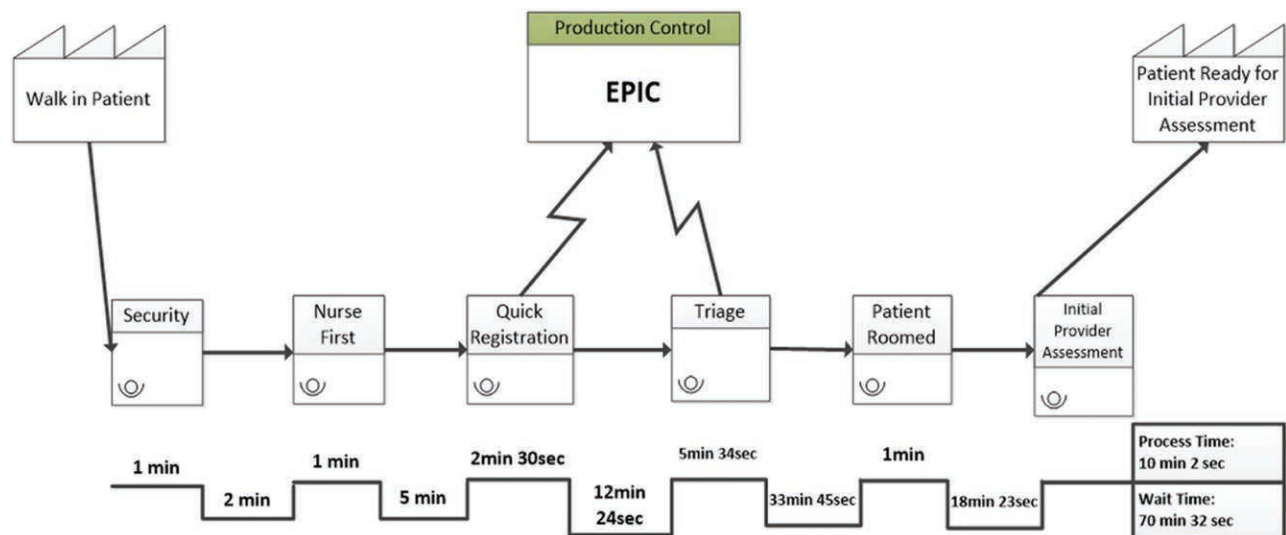 Production Control
EPIC
Walk in Patient
Patient Ready for
Initial Provider
Assessment
Security
Nurse
First
Quick
Registration
Triage
Patient
Roomed
Initial
Provider
Assessment
1 min
2 min
1 min
5 min
2min 30sec
12min
24sec
5min 34sec
33min 45sec
1min
18min 23sec
Process Time:
10 min 2 sec
Wait Time:
70 min 32 sec